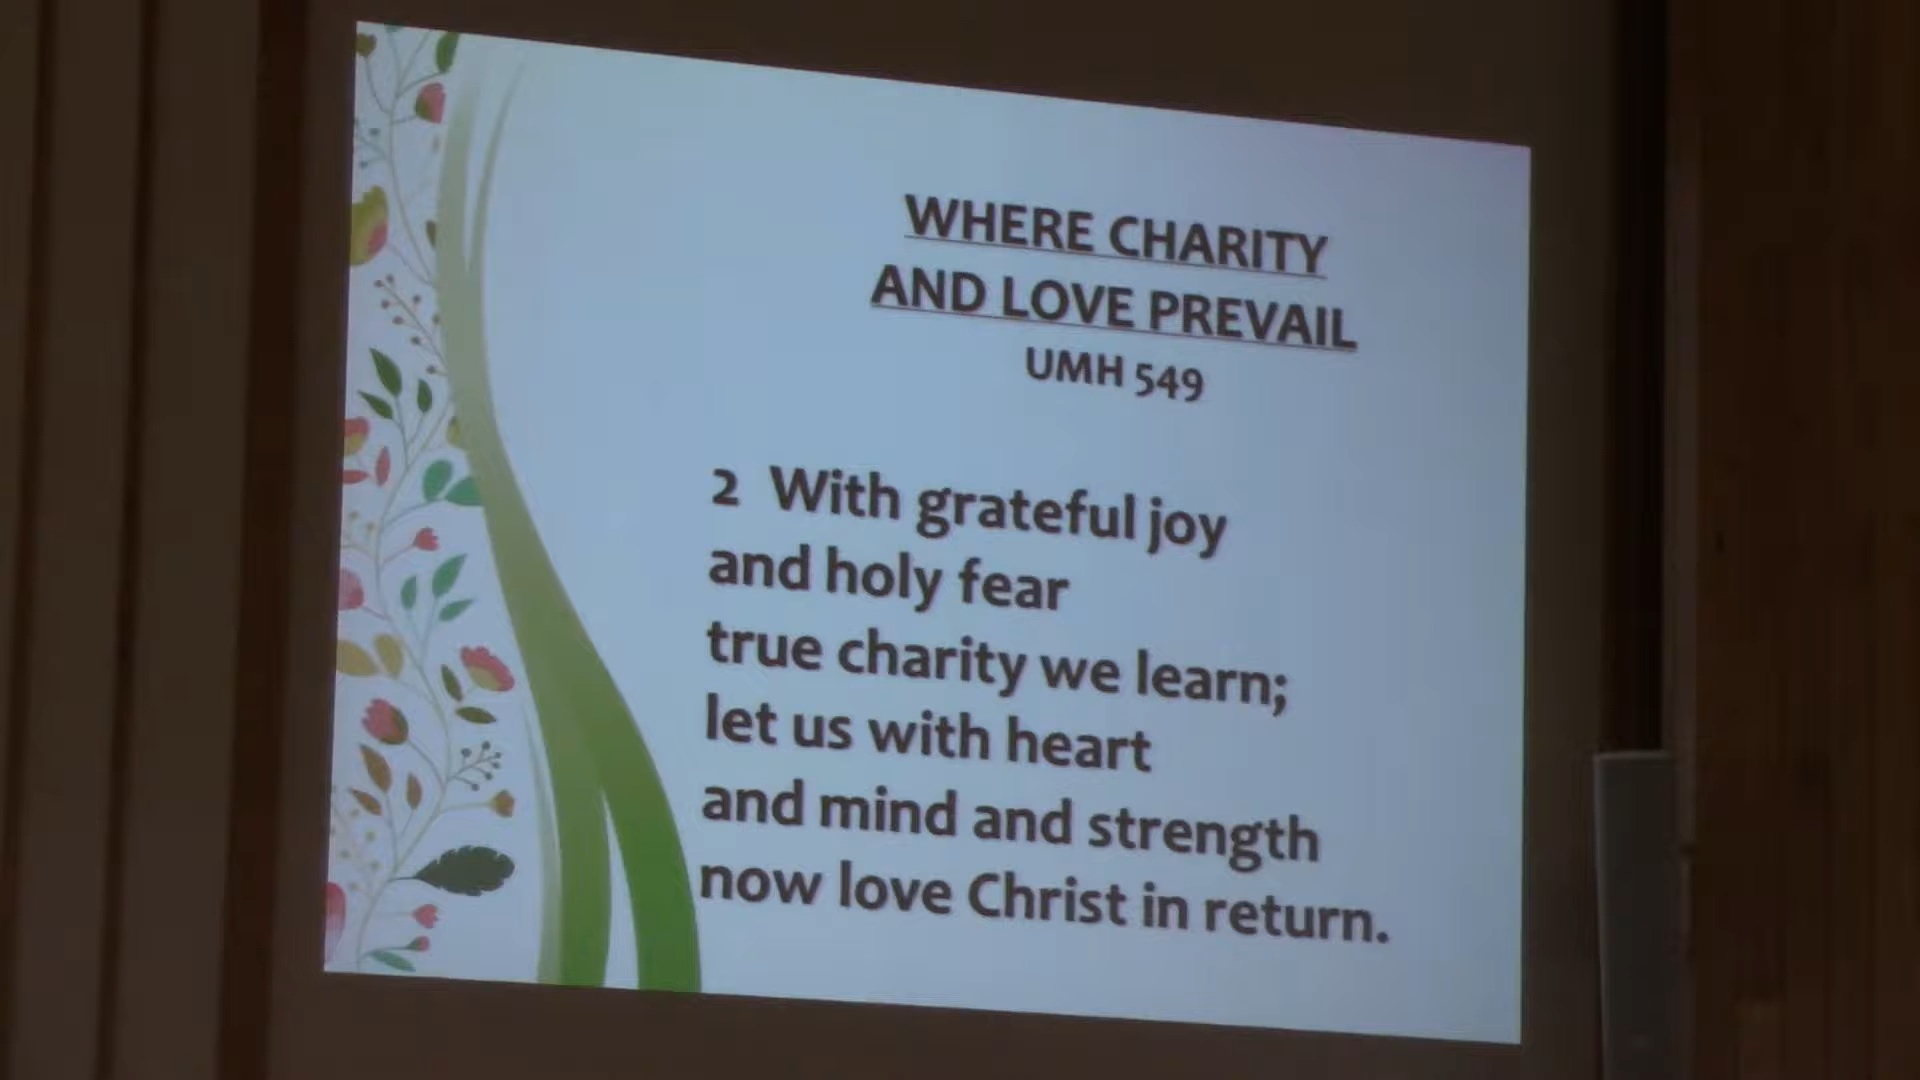 WHERE CHARITY
AND LOVE PREVAIL
UMH 549
2 With grateful joy
and holy fear
true charity we learn;
let us with heart
and mind and strength
now love Christ in return.